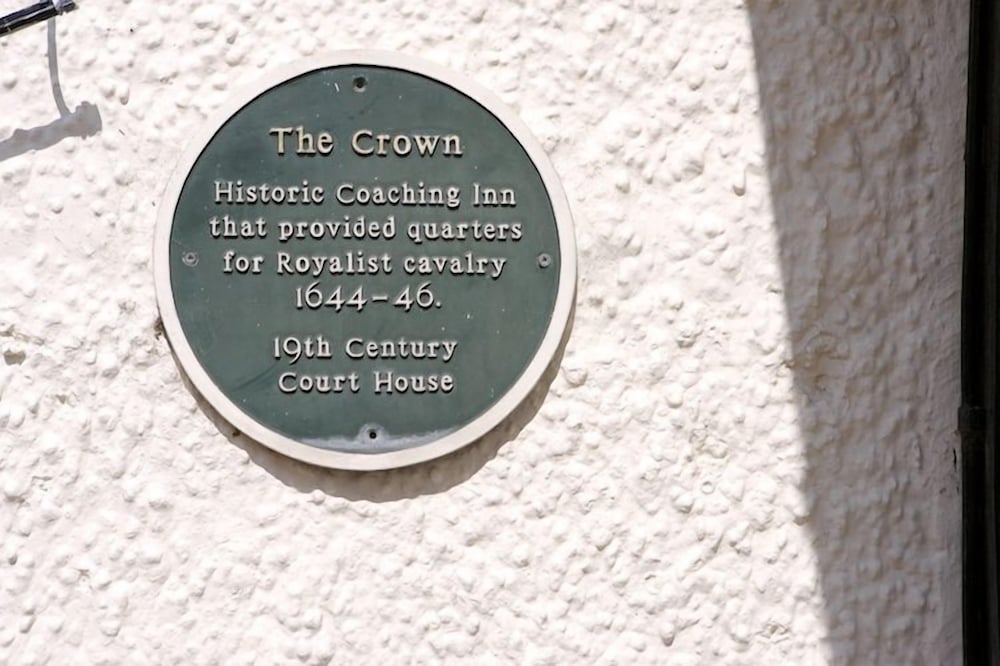 The Crown
Historic Coaching Inn
that provided quarters
for Royalist cavalry
1644-46.
19th Century
Court House